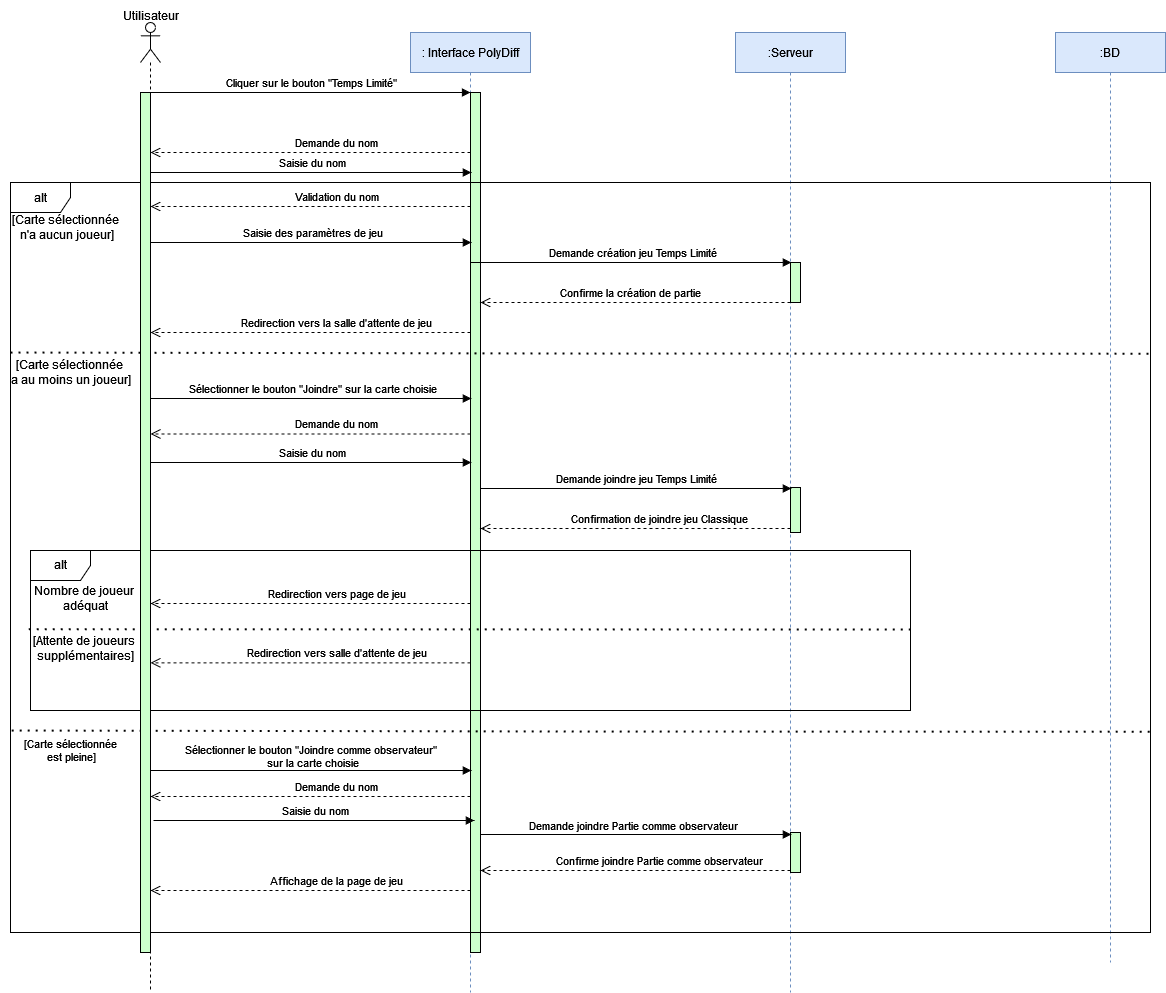 Utilisateur
: Interface PolyDiff
:Serveur
:BD
Cliquer sur le bouton "Temps Limité"
Demande du nom
Saisie du nom
alt
Validation du nom
[Carte sélectionnée
n'a aucun joueur]
Saisie des paramètres de jeu
Demande création jeu Temps Limité
Confirme la création de partie
Redirection vers la salle d'attente de jeu
[Carte sélectionnée
a au moins un joueur]
Sélectionner le bouton "Joindre" sur la carte choisie
Demande du nom
Saisie du nom
Demande joindre jeu Temps Limité
Confirmation de joindre jeu Classique
alt
Nombre de joueur
adéquat
Redirection vers page de jeu
[Attente de joueurs
supplémentaires]
Redirection vers salle d'attente de jeu
[Carte sélectionnée
est pleine]
Sélectionner le bouton "Joindre comme observateur"
sur la carte choisie
Demande du nom
Saisie du nom
Demande joindre Partie comme observateur
Confirme joindre Partie comme observateur
Affichage de la page de jeu